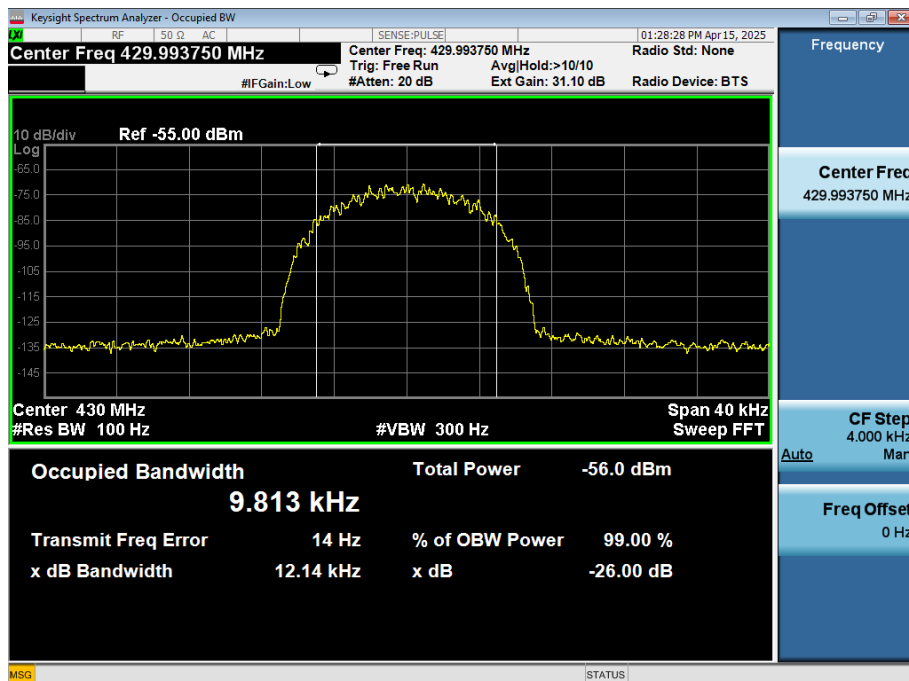 Keysight Spectrum Analyzer - Occupied BW
LXI RF 50 Ω AC SENSE:PULSE 01:28:28 PM Apr 15, 2025
Center Freq 429.993750 MHz
#IFGain:Low
Center Freq: 429.993750 MHz
Trig: Free Run Avg|Hold:>10/10
#Atten: 20 dB Ext Gain: 31.10 dB
Radio Std: None
Radio Device: BTS
10 dB/div Ref -55.00 dBm
Log
-65.0
-75.0
-85.0
-95.0
-105
-115
-125
-135
-145
Center 430 MHz Span 40 kHz
#Res BW 100 Hz #VBW 300 Hz Sweep FFT
Occupied Bandwidth Total Power -56.0 dBm
9.813 kHz
Transmit Freq Error 14 Hz % of OBW Power 99.00 %
x dB Bandwidth 12.14 kHz x dB -26.00 dB
Frequency
Center Freq
429.993750 MHz
CF Step
4.000 kHz
Auto Man
Freq Offset
0 Hz
MSG STATUS